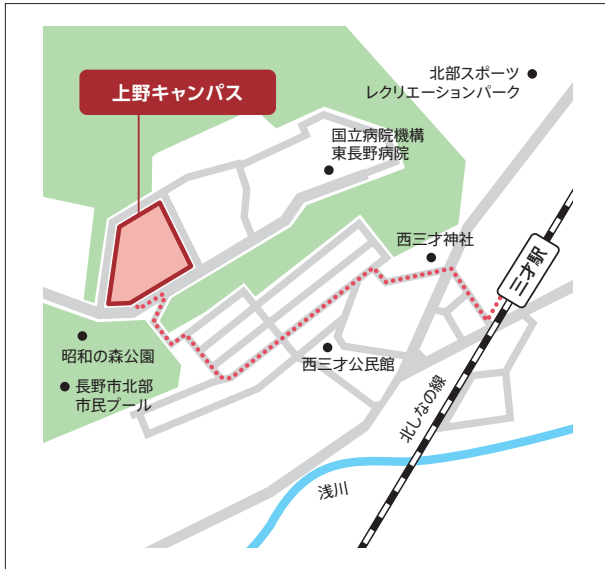 上野キャンパス
北部スポーツ
レクリエーションパーク
国立病院機構
東長野病院
西三才神社
三才駅
昭和の森公園
長野市北部
市民プール
西三才公民館
北しなの線
浅川